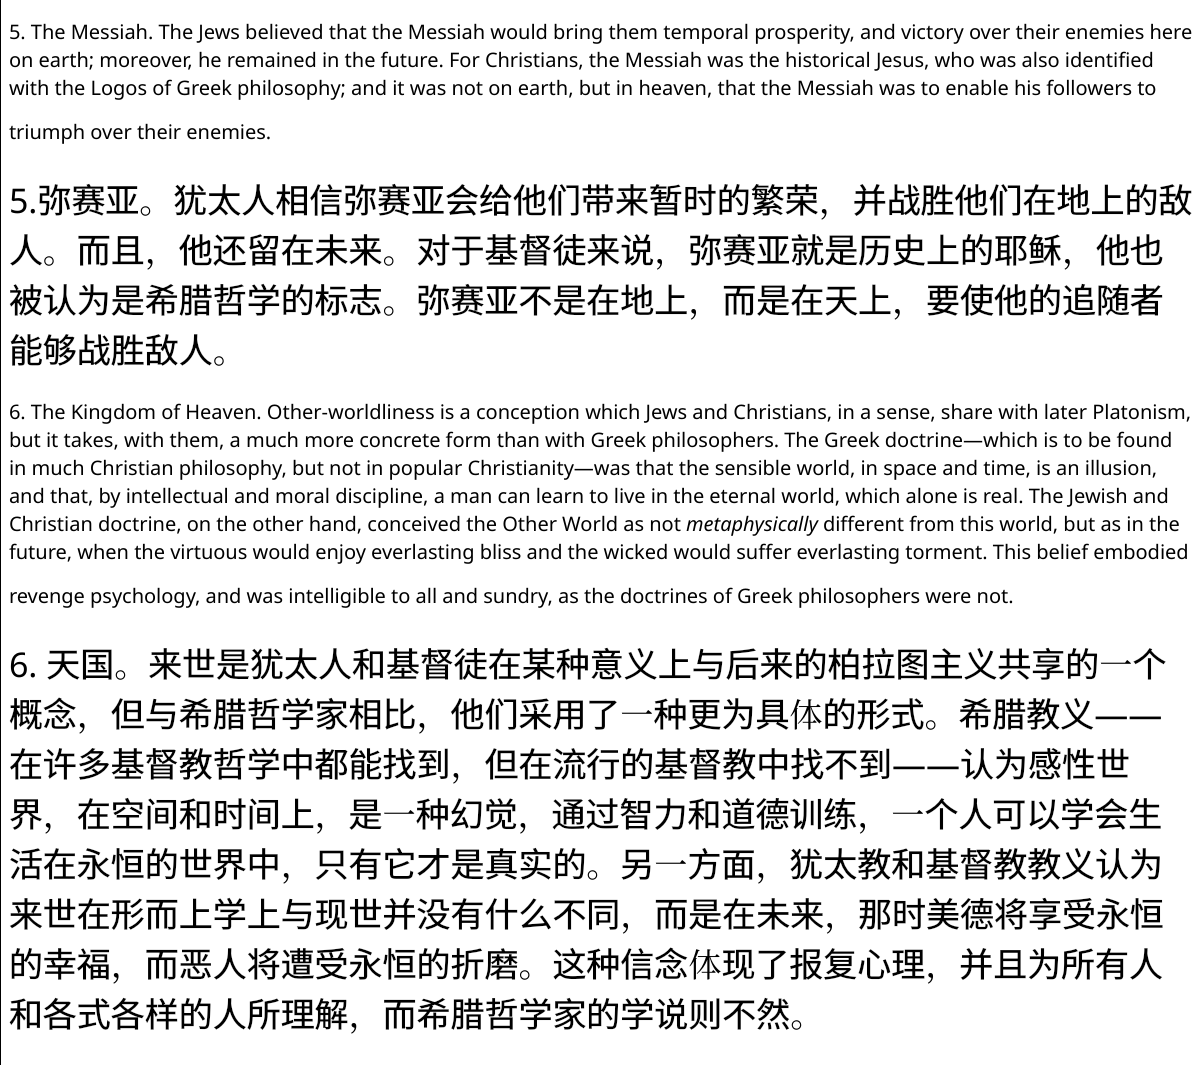 5. The Messiah. The Jews believed that the Messiah would bring them temporal prosperity, and victory over their enemies here
on earth; moreover, he remained in the future. For Christians, the Messiah was the historical Jesus, who was also identified
with the Logos of Greek philosophy; and it was not on earth, but in heaven, that the Messiah was to enable his followers to
triumph over their enemies.
5.弥赛亚。犹太人相信弥赛亚会给他们带来暂时的繁荣，并战胜他们在地上的敌
人。而且，他还留在未来。对于基督徒来说，弥赛亚就是历史上的耶稣，他也
被认为是希腊哲学的标志。弥赛亚不是在地上，而是在天上，要使他的追随者
能够战胜敌人。
6. The Kingdom of Heaven. Other-worldliness is a conception which Jews and Christians, in a sense, share with later Platonism,
but it takes, with them, a much more concrete form than with Greek philosophers. The Greek doctrine—which is to be found
in much Christian philosophy, but not in popular Christianity—was that the sensible world, in space and time, is an illusion,
and that, by intellectual and moral discipline, a man can learn to live in the eternal world, which alone is real. The Jewish and
Christian doctrine, on the other hand, conceived the Other World as not metaphysically different from this world, but as in the
future, when the virtuous would enjoy everlasting bliss and the wicked would suffer everlasting torment. This belief embodied
revenge psychology, and was intelligible to all and sundry, as the doctrines of Greek philosophers were not.
6. 天国。来世是犹太人和基督徒在某种意义上与后来的柏拉图主义共享的一个
概念，但与希腊哲学家相比，他们采用了一种更为具体的形式。希腊教义——
在许多基督教哲学中都能找到，但在流行的基督教中找不到——认为感性世
界，在空间和时间上，是一种幻觉，通过智力和道德训练，一个人可以学会生
活在永恒的世界中，只有它才是真实的。另一方面，犹太教和基督教教义认为
来世在形而上学上与现世并没有什么不同，而是在未来，那时美德将享受永恒
的幸福，而恶人将遭受永恒的折磨。这种信念体现了报复心理，并且为所有人
和各式各样的人所理解，而希腊哲学家的学说则不然。